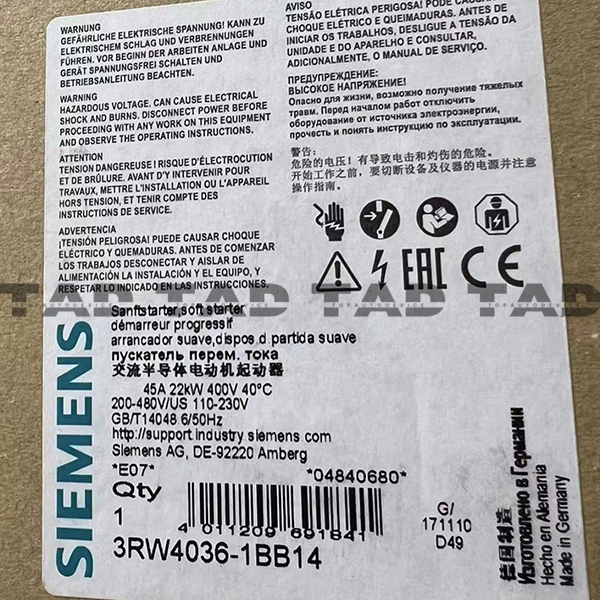 WARNUNG
GEFÄHRLICHE ELEKTRISCHE SPANNUNG! KANN ZU
ELEKTRISCHEM SCHLAG UND VERBRENNUNGEN
FÜHREN. VOR BEGINN DER ARBEITEN ANLAGE UND
GERÄT SPANNUNGSFREI SCHALTEN UND
BETRIEBSANLEITUNG BEACHTEN.
WARNING
HAZARDOUS VOLTAGE. CAN CAUSE ELECTRICAL
SHOCK AND BURNS. DISCONNECT POWER BEFORE
PROCEEDING WITH ANY WORK ON THIS EQUIPMENT
AND OBSERVE THE OPERATING INSTRUCTIONS.
ATTENTION
TENSION DANGEREUSE! RISQUE D'ÉLECTROCUTION
ET DE BRÛLURE. AVANT D'Y INTERVENIR POUR
TRAVAUX, METTRE L'INSTALLATION OU L'APPAREIL
HORS TENSION, ET TENIR COMPTE DES
INSTRUCTIONS DE SERVICE.
ADVERTENCIA
¡TENSIÓN PELIGROSA! PUEDE CAUSAR CHOQUE
ELÉCTRICO Y QUEMADURAS. ANTES DE COMENZAR
LOS TRABAJOS DESCONECTAR Y AISLAR DE
ALIMENTACIÓN LA INSTALACIÓN Y EL EQUIPO, Y
RESPETAR LO INDICADO EN LAS INSTRUCCIONES.
AVISO
TENSÃO ELÉTRICA PERIGOSA! PODE CAUSAR
CHOQUE ELÉTRICO E QUEIMADURAS. ANTES DE
INICIAR OS TRABALHOS, DESLIGUE A TENSÃO DA
UNIDADE E DO APARELHO E CONSULTAR,
ADICIONALMENTE, O MANUAL DE SERVIÇO.
ПРЕДУПРЕЖДЕНИЕ:
ВЫСОКОЕ НАПРЯЖЕНИЕ!
Опасно для жизни, возможно получение тяжелых
травм. Перед началом работ отключить
оборудование от источника электроэнергии,
прочесть и понять инструкцию по эксплуатации.
警告:
危险的电压！有导致电击和灼伤的危险。
开始工作之前，要切断设备及仪器的电源并注意
操作指南。
EAC CE
TAD TAD TAD TAD
TOPAUTODEVICE TOPAUTODEVICE TOPAUTODEVICE TOPAUTODEVICE
SIEMENS
Sanftstarter,soft starter
démarreur progressif
arrancador suave,dispos.d.partida suave
пускатель перем. тока
交流半导体电动机起动器
45A 22kW 400V 40°C
200-480V/US 110-230V
GB/T14048.6/50Hz
http://support.industry.siemens.com
Siemens AG, DE-92220 Amberg
*E07* *04840680*
Qty
1
4 011209 691841
3RW4036-1BB14
G/
171110
D49
德国制造
Изготовлено в Германии
Hecho en Alemania
Made in Germany